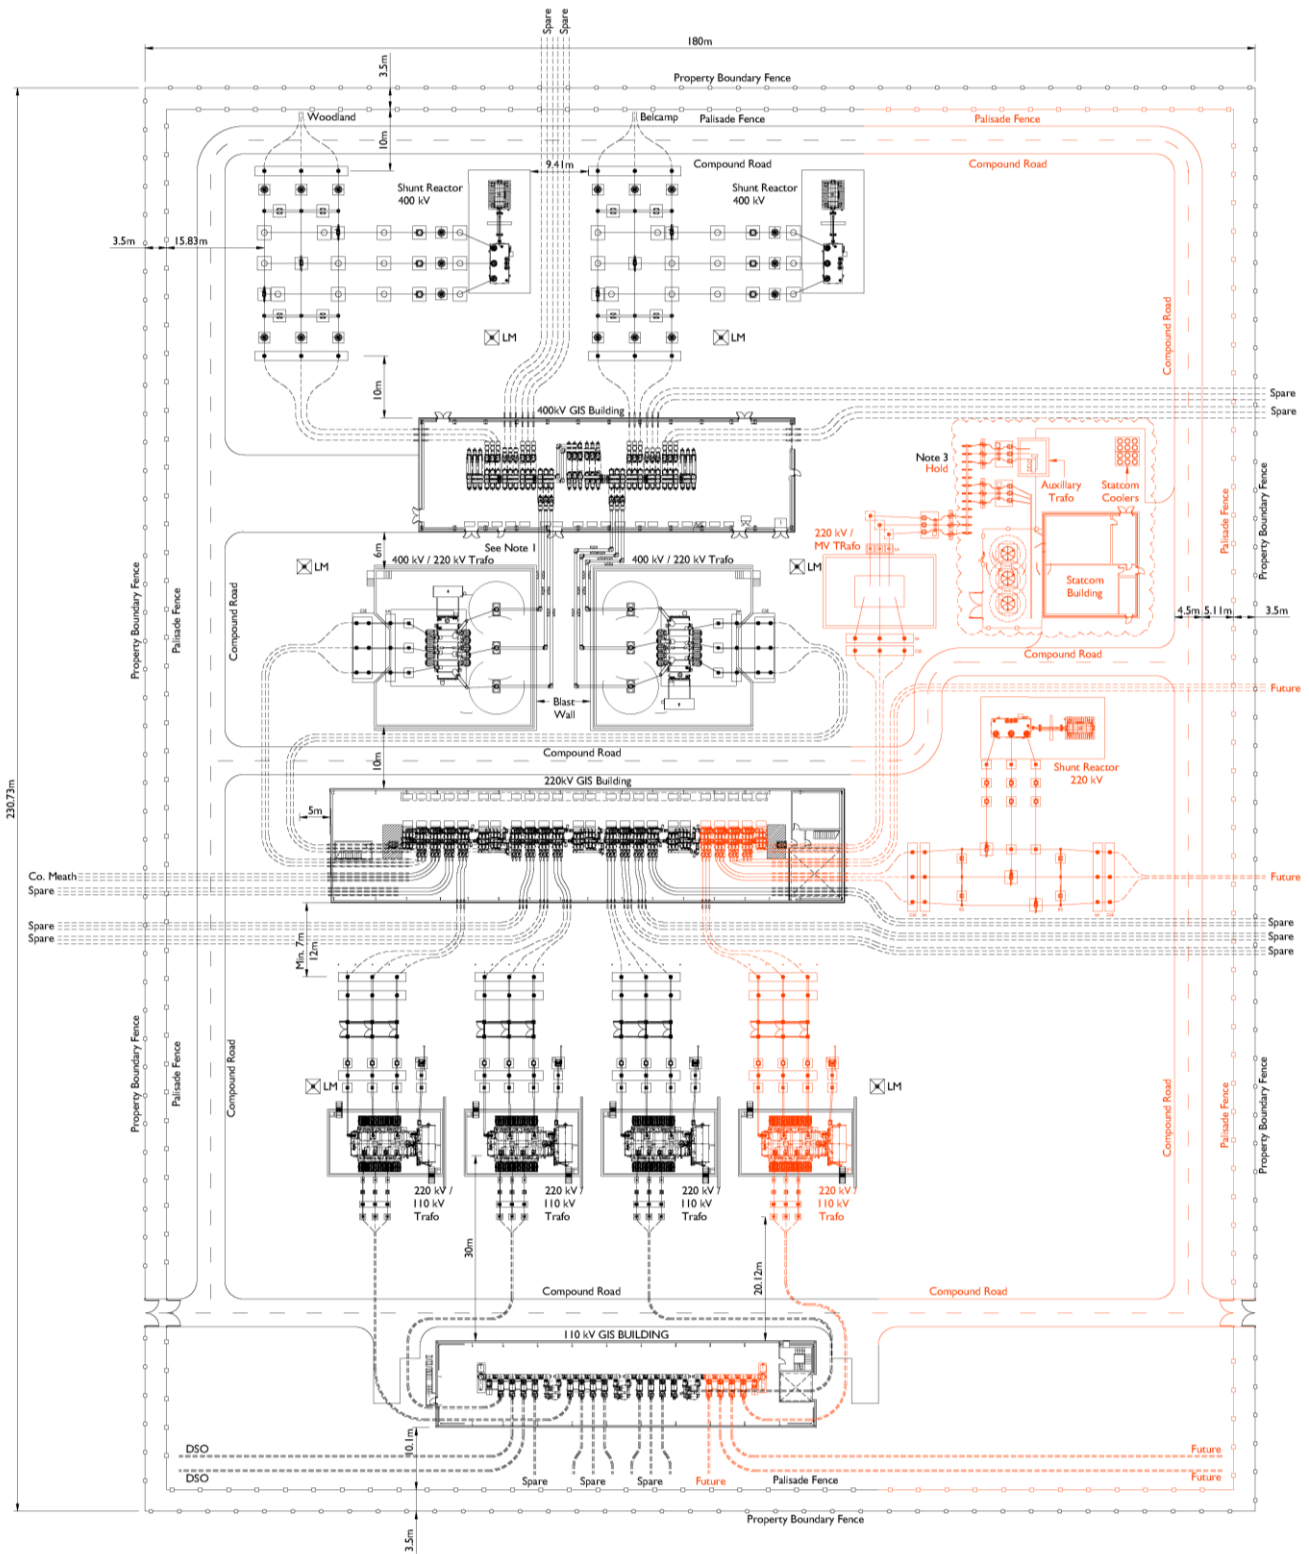 Spare
Spare
180m
3.5m
Property Boundary Fence
Woodland
Belcamp
Palisade Fence
Palisade Fence
10m
9.41m
Compound Road
Compound Road
Shunt Reactor
400 kV
Shunt Reactor
400 kV
3.5m
15.83m
Compound Road
Property Boundary Fence
LM
LM
10m
Spare
Spare
400kV GIS Building
Note 3
Hold
Auxillary
Trafo
Statcom
Coolers
Palisade Fence
Property Boundary Fence
220 kV /
MV TRafo
See Note 1
6m
400 kV / 220 kV Trafo
400 kV / 220 kV Trafo
LM
LM
Statcom
Building
Property Boundary Fence
Palisade Fence
Compound Road
4.5m
5.11m
3.5m
Compound Road
Future
Blast
Wall
Compound Road
10m
Shunt Reactor
220 kV
220kV GIS Building
230.73m
5m
Co. Meath
Spare
Future
Spare
Spare
Spare
Spare
Spare
Min. 7m
12m
Property Boundary Fence
Palisade Fence
Compound Road
LM
LM
Compound Road
Palisade Fence
Property Boundary Fence
220 kV /
110 kV
Trafo
220 kV /
110 kV
Trafo
220 kV /
110 kV
Trafo
220 kV /
110 kV
Trafo
30m
20.12m
Compound Road
Compound Road
110 kV GIS BUILDING
10.1m
DSO
DSO
Future
Future
Spare
Spare
Spare
Future
Palisade Fence
3.5m
Property Boundary Fence